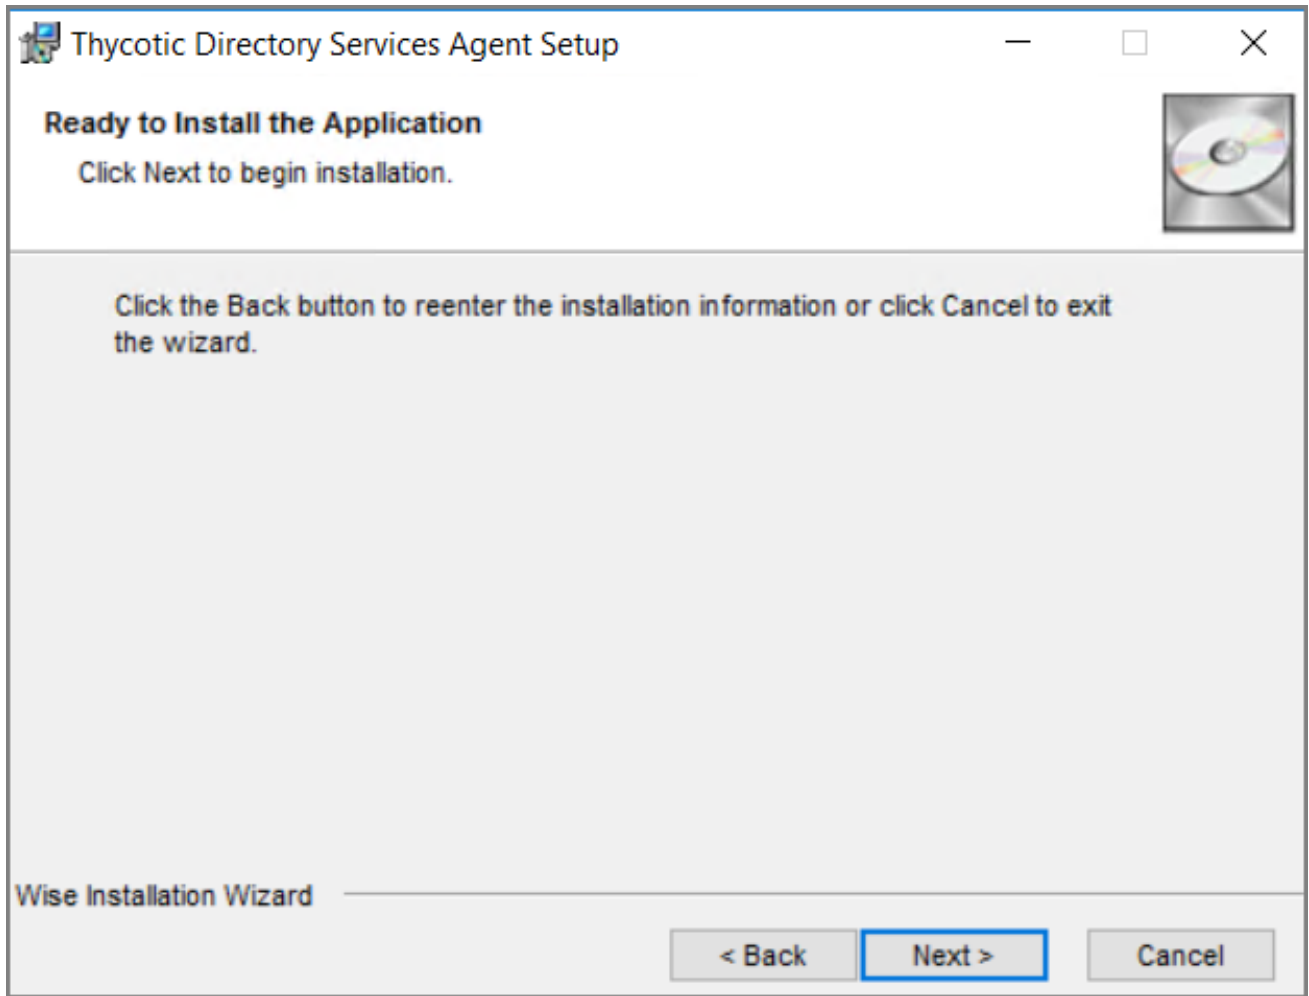 Thycotic Directory Services Agent Setup
Ready to Install the Application
Click Next to begin installation.
Click the Back button to reenter the installation information or click Cancel to exit
the wizard.
Wise Installation Wizard
< Back
Next >
Cancel